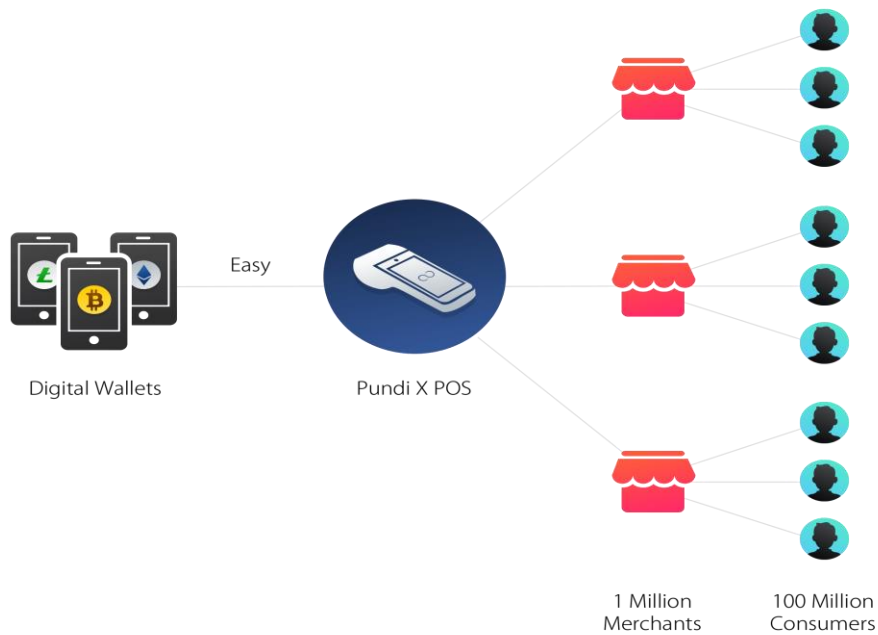 Easy
Digital Wallets
Pundi X POS
1 Million
Merchants
100 Million
Consumers